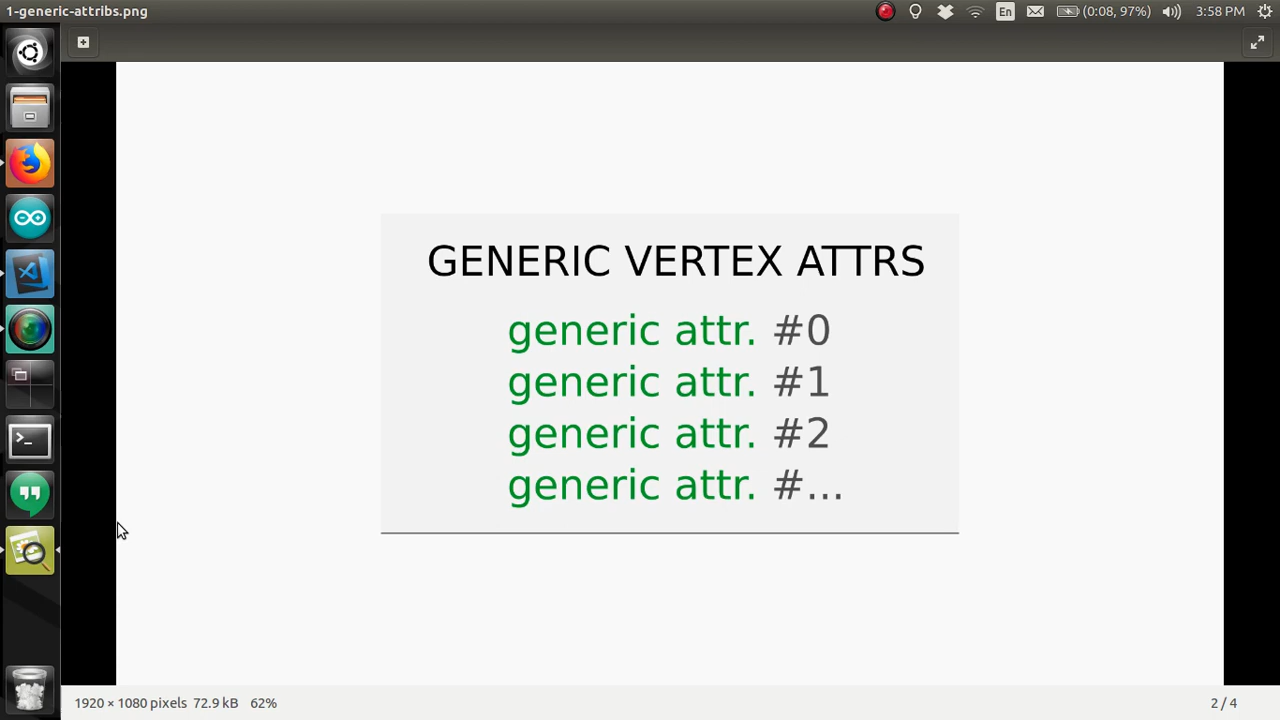 1-generic-attribs.png
En
(0:08, 97%)
3:58 PM
GENERIC VERTEX ATTRS
generic attr. #0
generic attr. #1
generic attr. #2
generic attr. #...
1920 × 1080 pixels 72.9 kB 62%
2 / 4